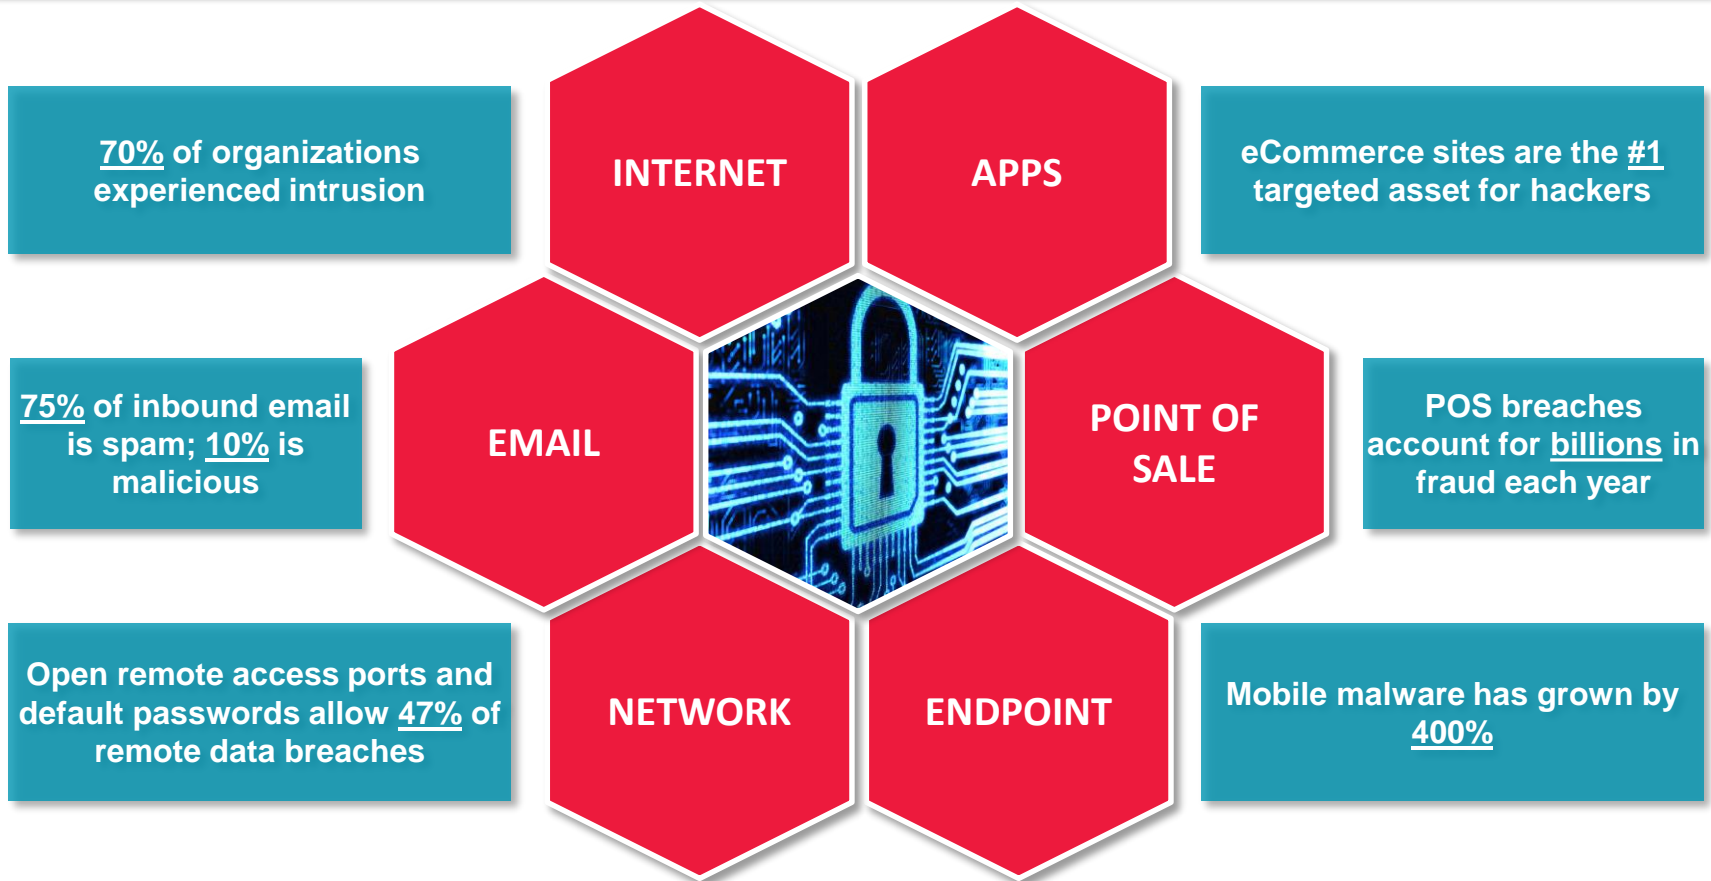 INTERNET
APPS
70% of organizations
experienced intrusion
eCommerce sites are the #1
targeted asset for hackers
EMAIL
POINT OF
SALE
75% of inbound email
is spam; 10% is
malicious
POS breaches
account for billions in
fraud each year
NETWORK
ENDPOINT
Open remote access ports and
default passwords allow 47% of
remote data breaches
Mobile malware has grown by
400%